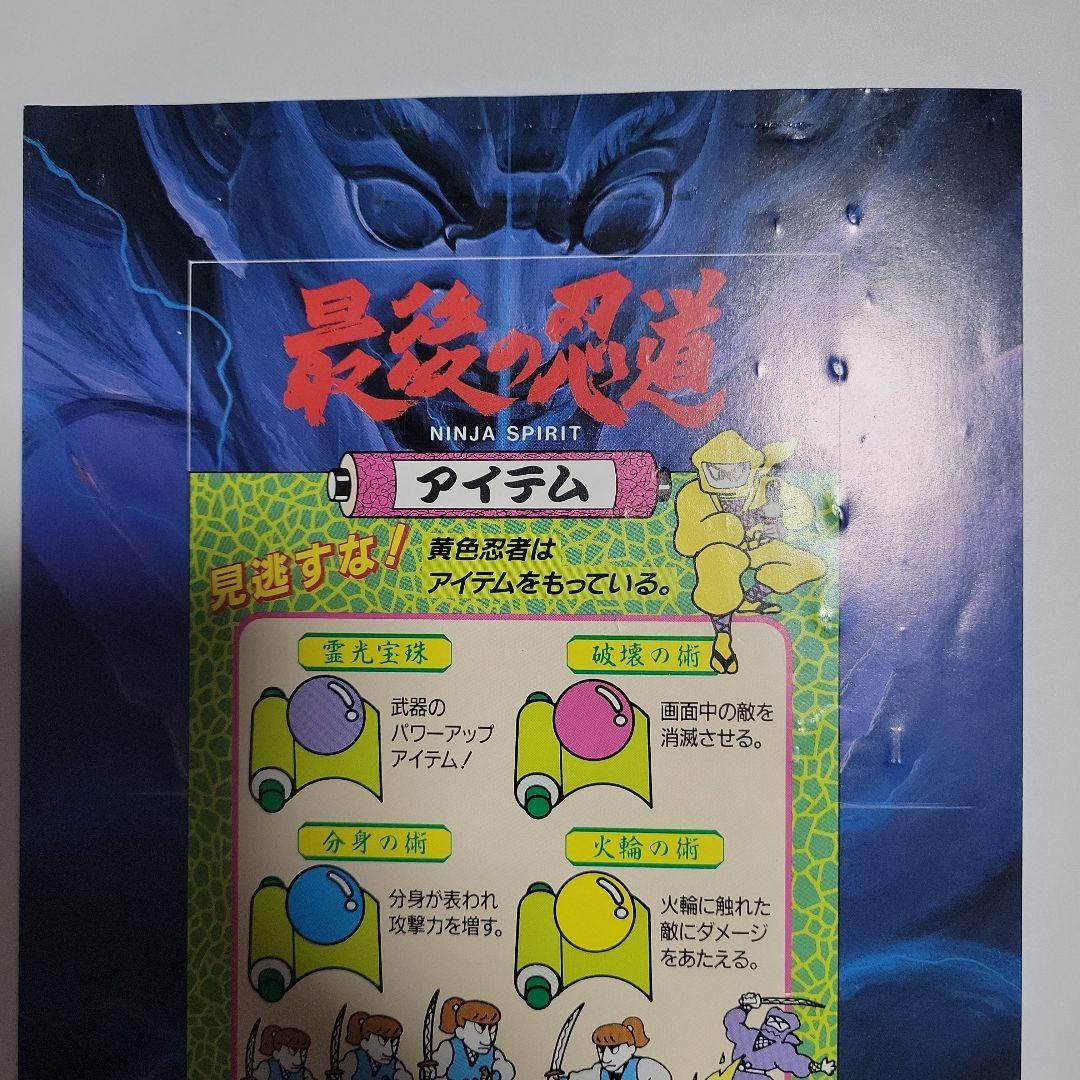 最後の忍道
NINJA SPIRIT
アイテム
見逃すな!
黄色忍者は
アイテムをもっている。
霊光宝珠
武器の
パワーアップ
アイテム!
破壊の術
画面中の敵を
消滅させる。
分身の術
分身が表われ
攻撃力を増す。
火輪の術
火輪に触れた
敵にダメージ
をあたえる。